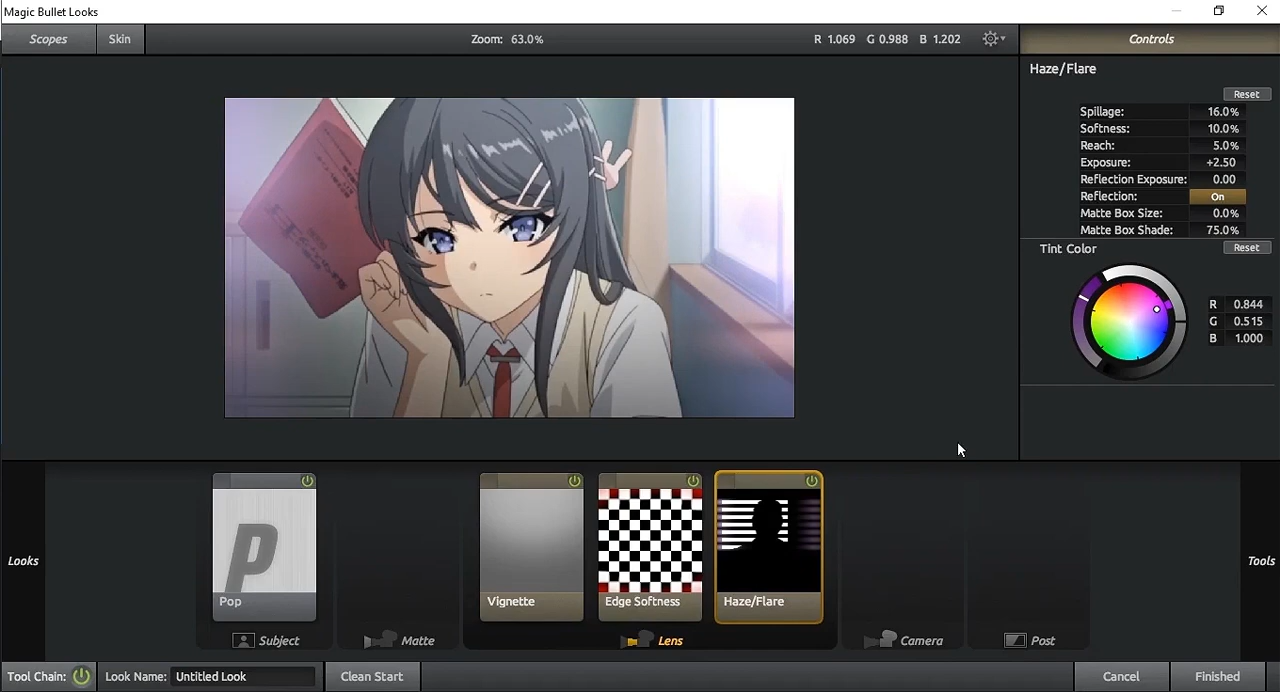 Magic Bullet Looks
Scopes
Skin
Zoom: 63.0%
R 1.069 G 0.988 B 1.202
Controls
Haze/Flare
Reset
Spillage: 16.0%
Softness: 10.0%
Reach: 5.0%
Exposure: +2.50
Reflection Exposure: 0.00
Reflection: On
Matte Box Size: 0.0%
Matte Box Shade: 75.0%
Tint Color
Reset
R 0.844
G 0.515
B 1.000
Looks
P
Pop
Vignette
Edge Softness
Haze/Flare
Tools
Subject
Matte
Lens
Camera
Post
Tool Chain:
Look Name: Untitled Look
Clean Start
Cancel
Finished